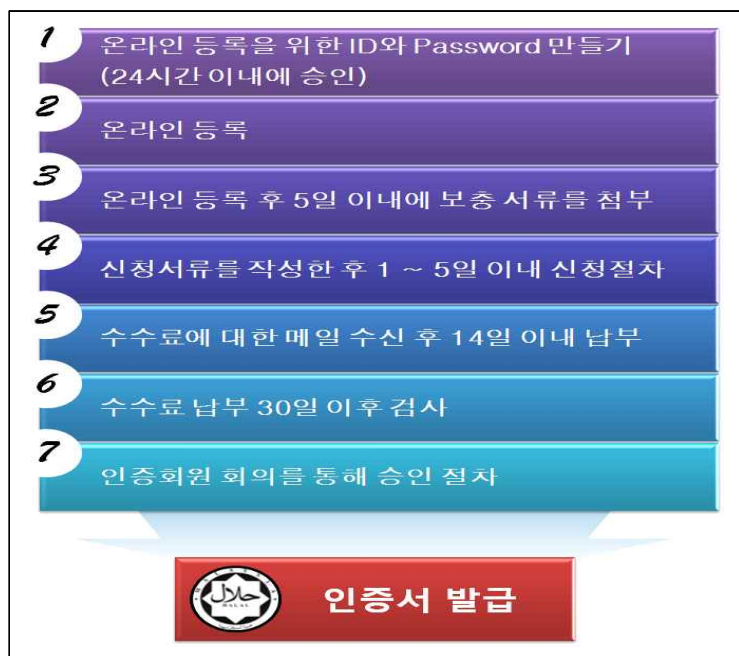 1
온라인 등록을 위한 ID와 Password 만들기
(24시간 이내에 승인)
2
온라인 등록
3
온라인 등록 후 5일 이내에 보충 서류를 첨부
4
신청서류를 작성한 후 1 ~ 5일 이내 신청절차
5
수수료에 대한 메일 수신 후 14일 이내 납부
6
수수료 납부 30일 이후 검사
7
인증회원 회의를 통해 승인 절차
حلال
HALAL
인증서 발급